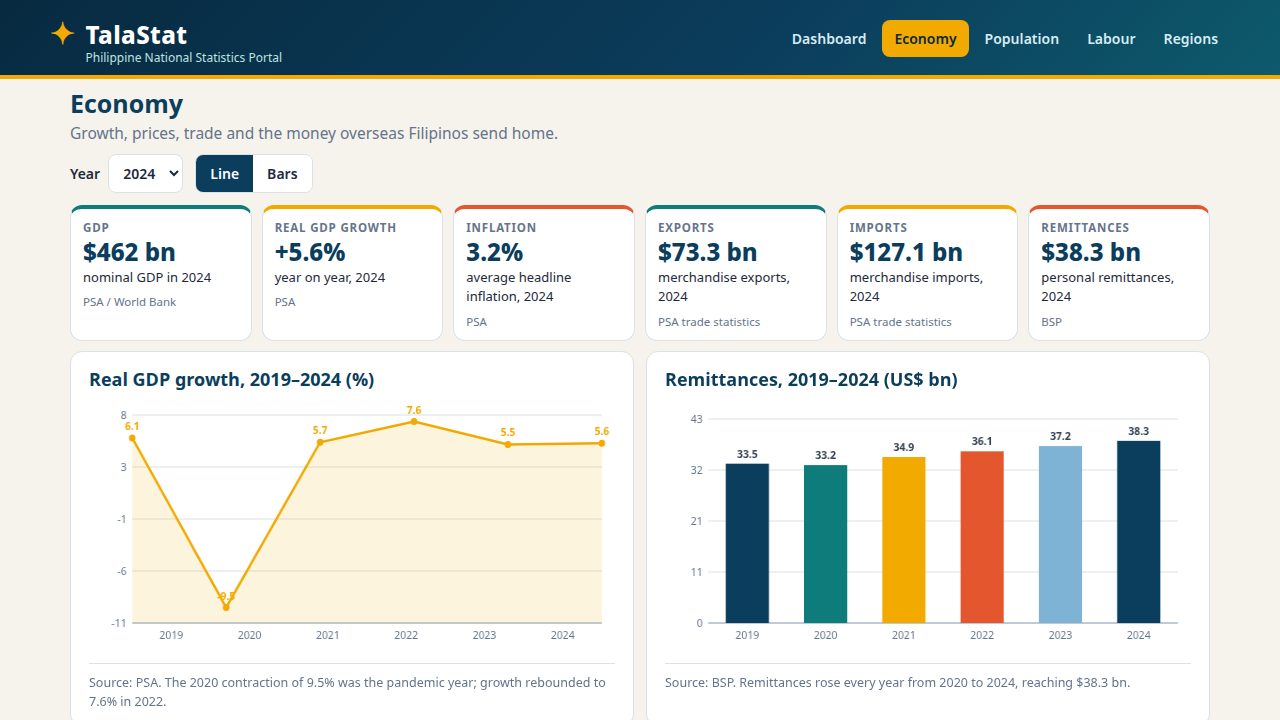 ✦ TalaStat
Philippine National Statistics Portal
Dashboard Economy Population Labour Regions
Economy
Growth, prices, trade and the money overseas Filipinos send home.
Year 2024 Line Bars
GDP
$462 bn
nominal GDP in 2024
PSA / World Bank
REAL GDP GROWTH
+5.6%
year on year, 2024
PSA
INFLATION
3.2%
average headline
inflation, 2024
PSA
EXPORTS
$73.3 bn
merchandise exports,
2024
PSA trade statistics
IMPORTS
$127.1 bn
merchandise imports,
2024
PSA trade statistics
REMITTANCES
$38.3 bn
personal remittances,
2024
BSP
Real GDP growth, 2019–2024 (%)
8
3
-1
-6
-11
6.1
-9.5
5.7
7.6
5.5
5.6
2019 2020 2021 2022 2023 2024
Source: PSA. The 2020 contraction of 9.5% was the pandemic year; growth rebounded to
7.6% in 2022.
Remittances, 2019–2024 (US$ bn)
43
32
21
11
0
33.5
33.2
34.9
36.1
37.2
38.3
2019 2020 2021 2022 2023 2024
Source: BSP. Remittances rose every year from 2020 to 2024, reaching $38.3 bn.